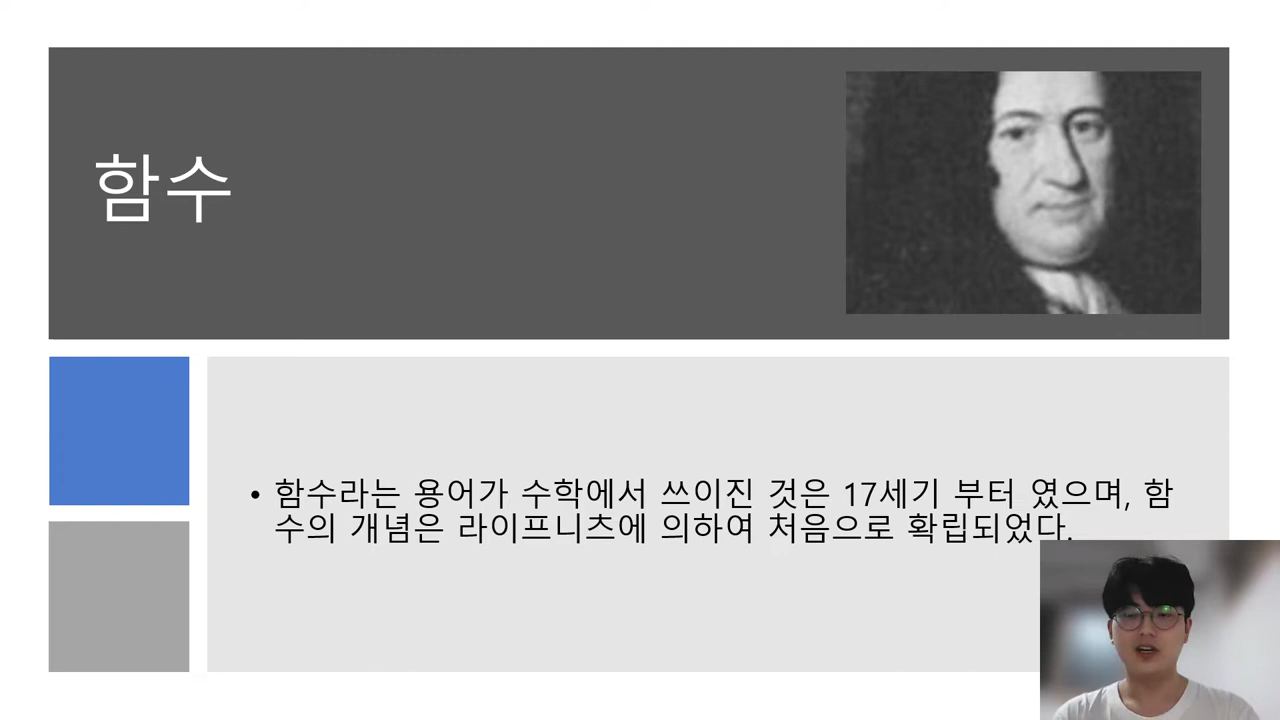 함수
• 함수라는 용어가 수학에서 쓰이진 것은 17세기 부터 였으며, 함
수의 개념은 라이프니츠에 의하여 처음으로 확립되었다.